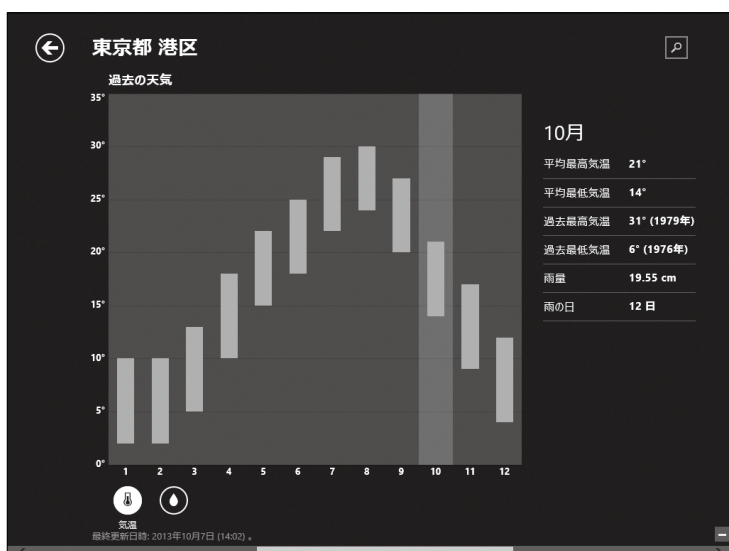 東京都 港区
過去の天気
35°
30°
25°
20°
15°
10°
5°
0°
1 2 3 4 5 6 7 8 9 10 11 12
10月
平均最高気温 21°
平均最低気温 14°
過去最高気温 31° (1979年)
過去最低気温 6° (1976年)
雨量 19.55 cm
雨の日 12 日
気温
最終更新日時: 2013年10月7日 (14:02) 。